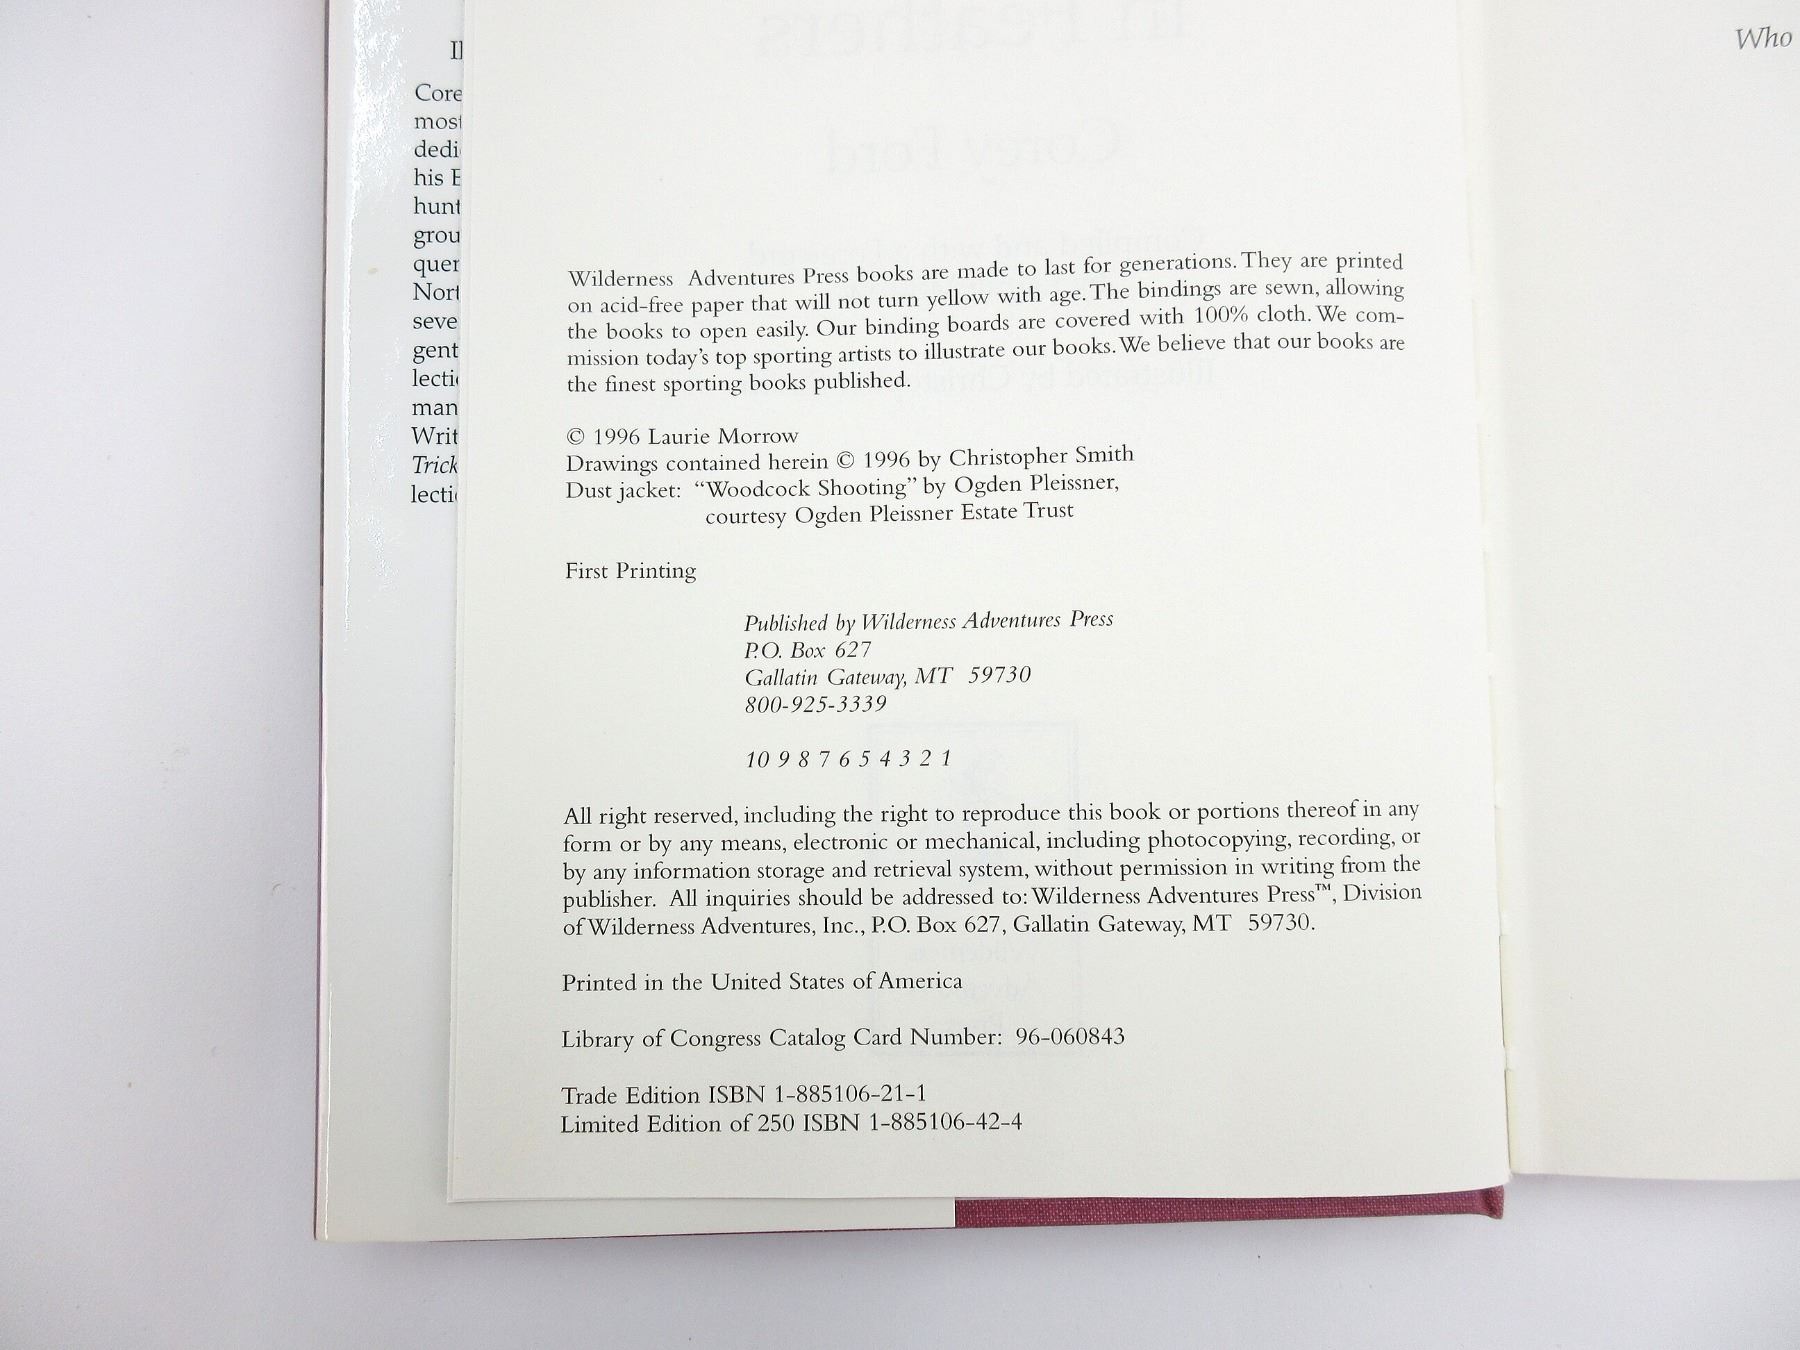 Who
Wilderness Adventures Press books are made to last for generations. They are printed
on acid-free paper that will not turn yellow with age. The bindings are sewn, allowing
the books to open easily. Our binding boards are covered with 100% cloth. We com-
mission today's top sporting artists to illustrate our books. We believe that our books are
the finest sporting books published.
© 1996 Laurie Morrow
Drawings contained herein © 1996 by Christopher Smith
Dust jacket: "Woodcock Shooting" by Ogden Pleissner,
courtesy Ogden Pleissner Estate Trust
First Printing
Published by Wilderness Adventures Press
P.O. Box 627
Gallatin Gateway, MT 59730
800-925-3339
10 9 8 7 6 5 4 3 2 1
All right reserved, including the right to reproduce this book or portions thereof in any
form or by any means, electronic or mechanical, including photocopying, recording, or
by any information storage and retrieval system, without permission in writing from the
publisher. All inquiries should be addressed to: Wilderness Adventures Press™, Division
of Wilderness Adventures, Inc., P.O. Box 627, Gallatin Gateway, MT 59730.
Printed in the United States of America
Library of Congress Catalog Card Number: 96-060843
Trade Edition ISBN 1-885106-21-1
Limited Edition of 250 ISBN 1-885106-42-4